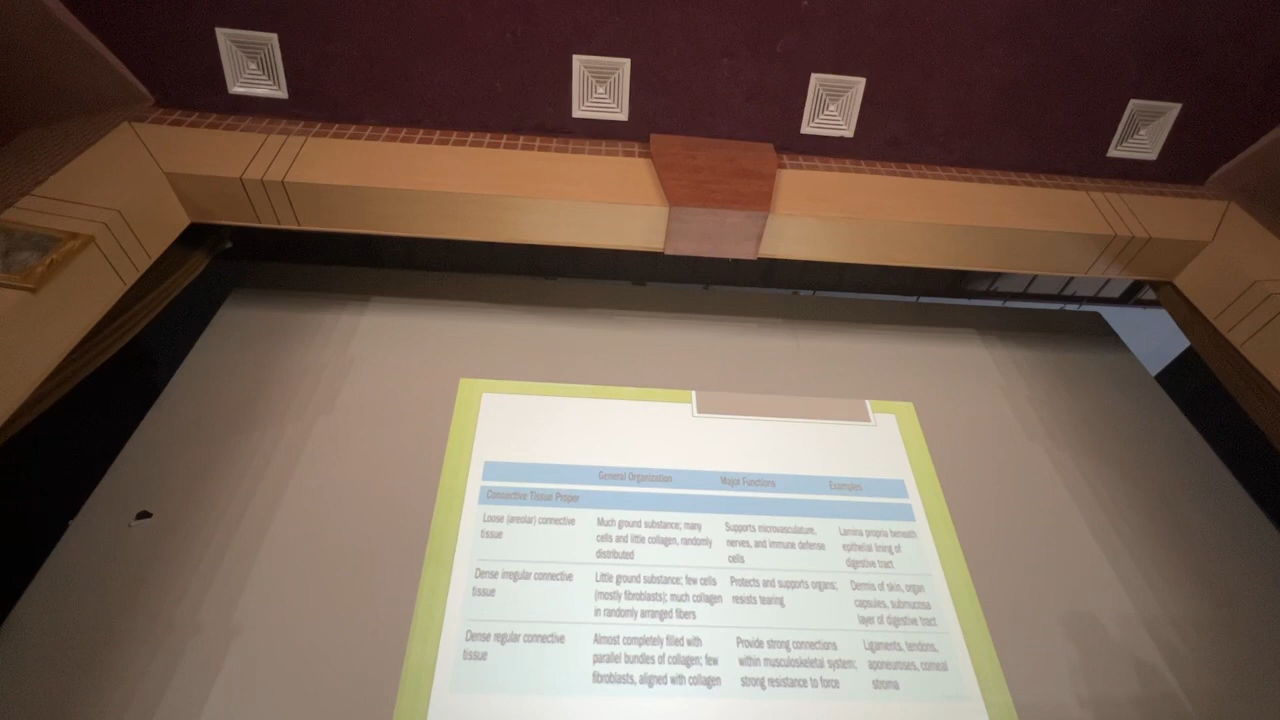 General Organization Major Functions Examples
Connective Tissue Proper
Loose (areolar) connective tissue
Much ground substance; many cells and little collagen, randomly distributed
Supports microvasculature, nerves, and immune defense cells
Lamina propria beneath epithelial lining of digestive tract
Dense irregular connective tissue
Little ground substance; few cells (mostly fibroblasts); much collagen in randomly arranged fibers
Protects and supports organs; resists tearing
Dermis of skin, organ capsules, submucosa layer of digestive tract
Dense regular connective tissue
Almost completely filled with parallel bundles of collagen; few fibroblasts, aligned with collagen
Provide strong connections within musculoskeletal system; strong resistance to force
Ligaments, tendons, aponeuroses, corneal stroma